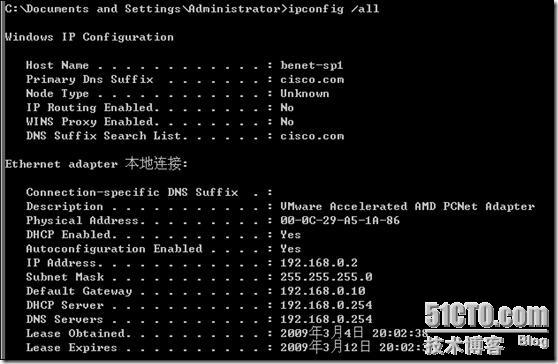 C:\Documents and Settings\Administrator>ipconfig /all
Windows IP Configuration
Host Name . . . . . . . . . . . . : benet-sp1
Primary Dns Suffix . . . . . . . : cisco.com
Node Type . . . . . . . . . . . . : Unknown
IP Routing Enabled. . . . . . . . : No
WINS Proxy Enabled. . . . . . . . : No
DNS Suffix Search List. . . . . . : cisco.com
Ethernet adapter 本地连接:
Connection-specific DNS Suffix . :
Description . . . . . . . . . . . : VMware Accelerated AMD PCNet Adapter
Physical Address. . . . . . . . . : 00-0C-29-A5-1A-86
DHCP Enabled. . . . . . . . . . . : Yes
Autoconfiguration Enabled . . . . : Yes
IP Address. . . . . . . . . . . . : 192.168.0.2
Subnet Mask . . . . . . . . . . . : 255.255.255.0
Default Gateway . . . . . . . . . : 192.168.0.10
DHCP Server . . . . . . . . . . . : 192.168.0.254
DNS Servers . . . . . . . . . . . : 192.168.0.254
Lease Obtained. . . . . . . . . . : 2009年3月4日 20:02:38
Lease Expires . . . . . . . . . . : 2009年3月12日 20:02:38
51CTO.com
技术博客 Blog